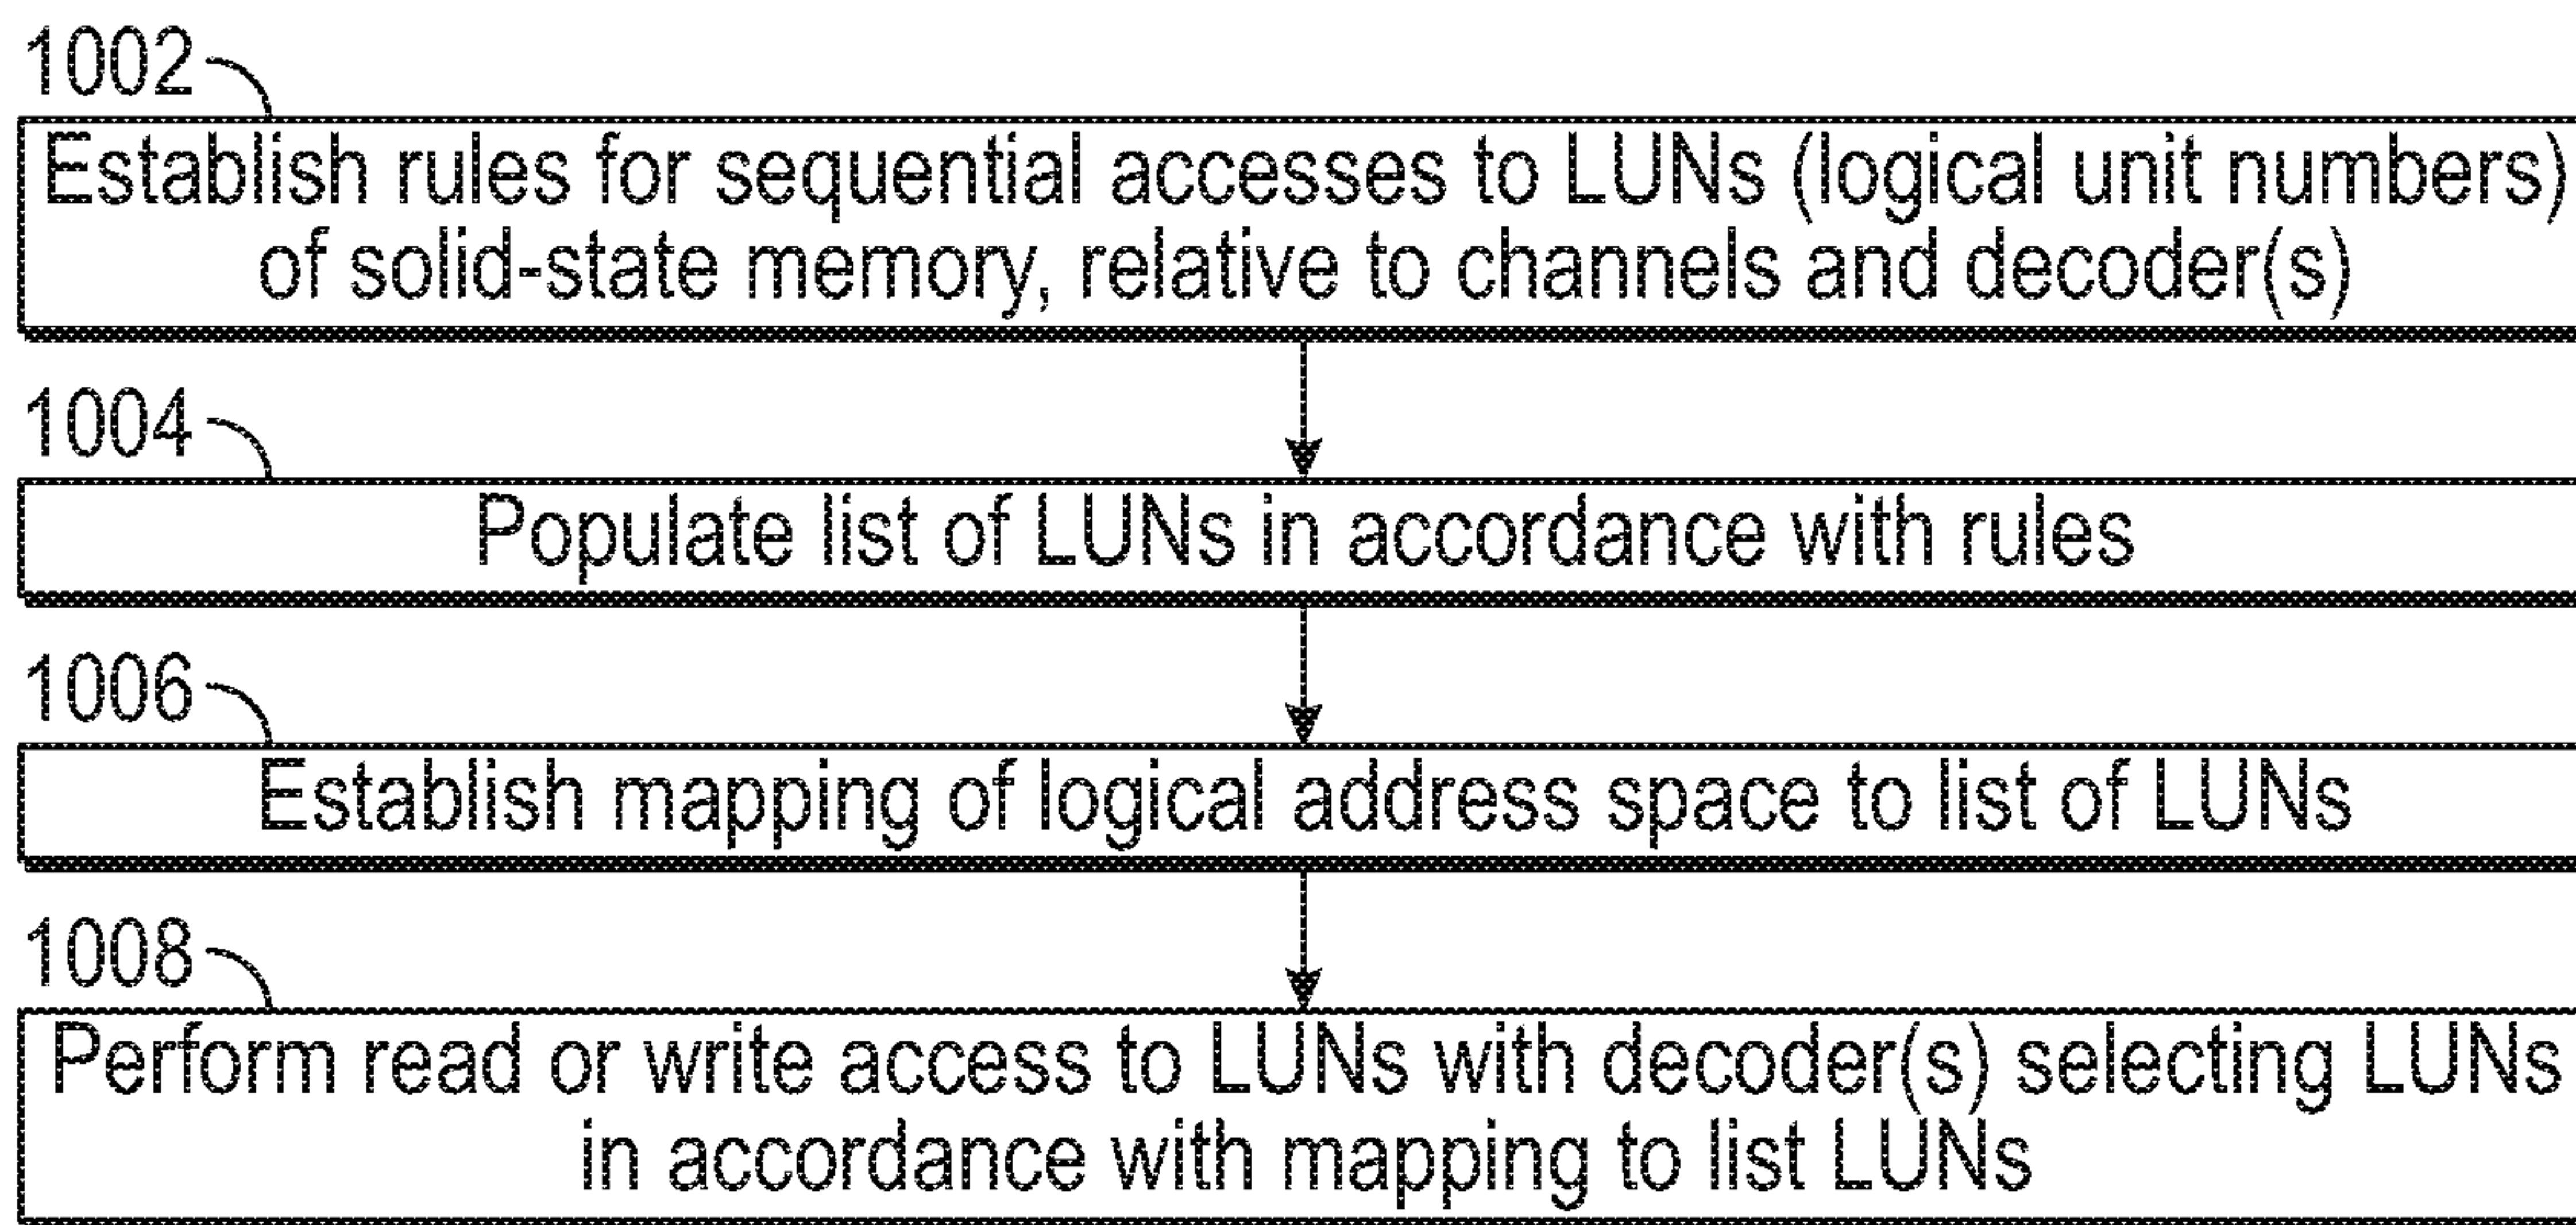 1002
Establish rules for sequential accesses to LUNs (logical unit numbers)
of solid-state memory, relative to channels and decoder(s)
1004
Populate list of LUNs in accordance with rules
1006
Establish mapping of logical address space to list of LUNs
1008
Perform read or write access to LUNs with decoder(s) selecting LUNs
in accordance with mapping to list LUNs